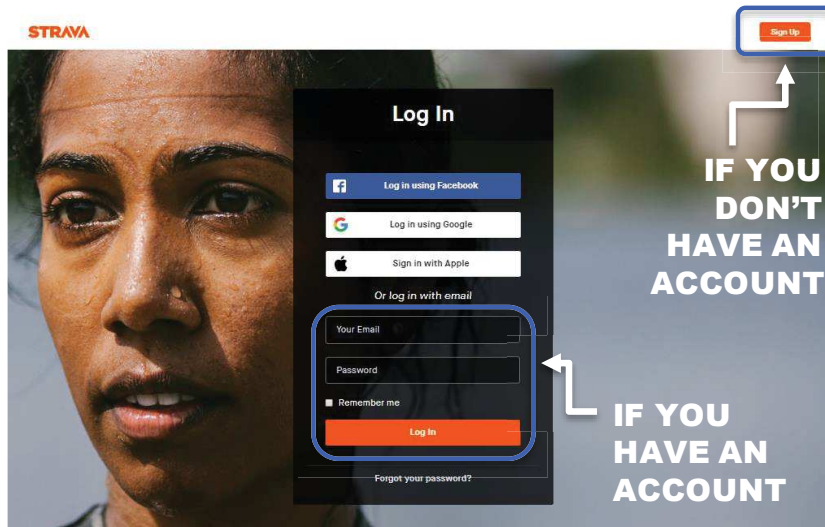 STRAVA
Sign Up
Log In
Log in using Facebook
Log in using Google
Sign in with Apple
Or log in with email
Your Email
Password
Remember me
Log In
Forgot your password?
IF YOU
DON'T
HAVE AN
ACCOUNT
IF YOU
HAVE AN
ACCOUNT